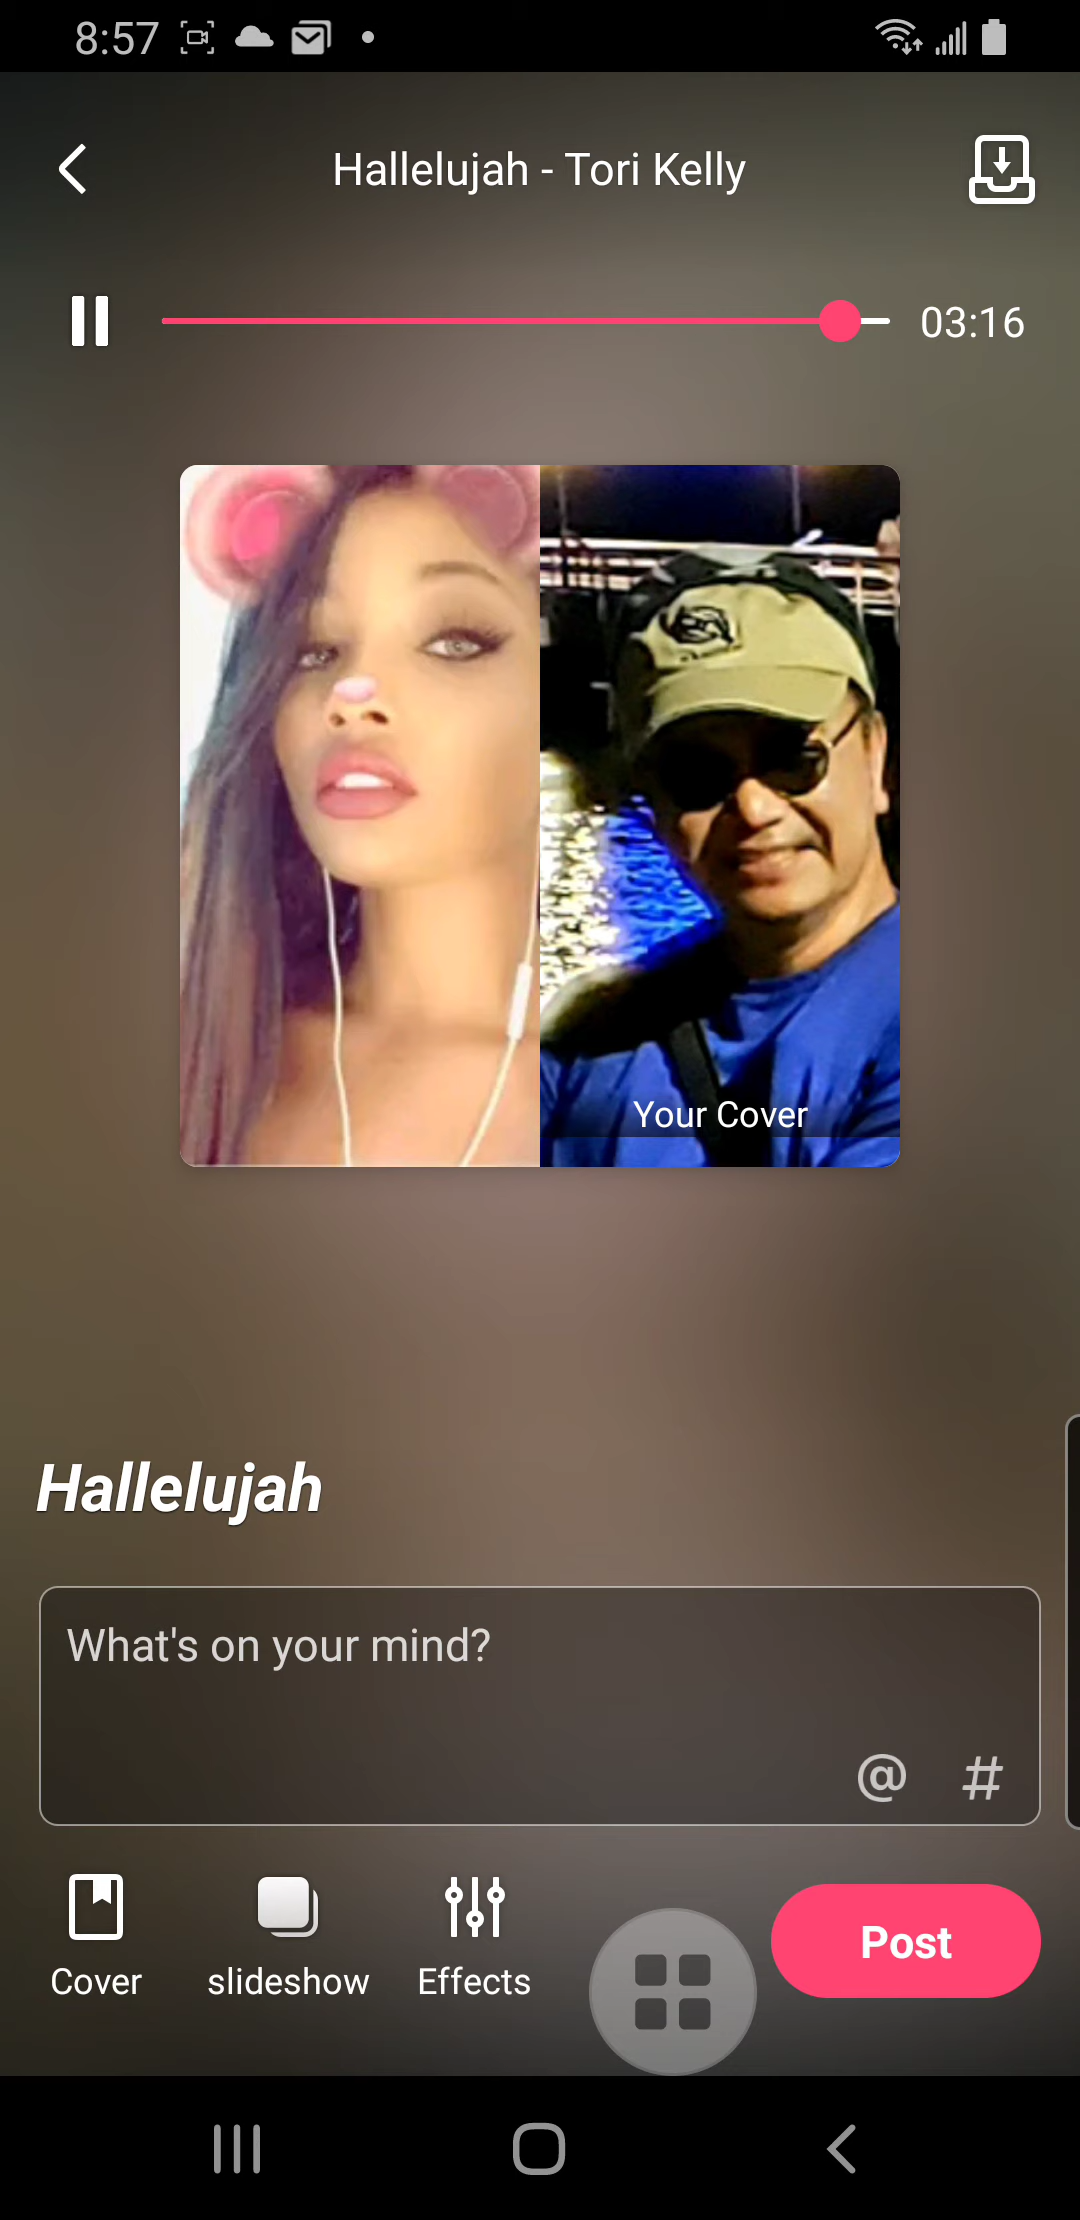 8:57
Hallelujah - Tori Kelly
03:16
Your Cover
Hallelujah
What's on your mind?
@ #
Cover slideshow Effects Post